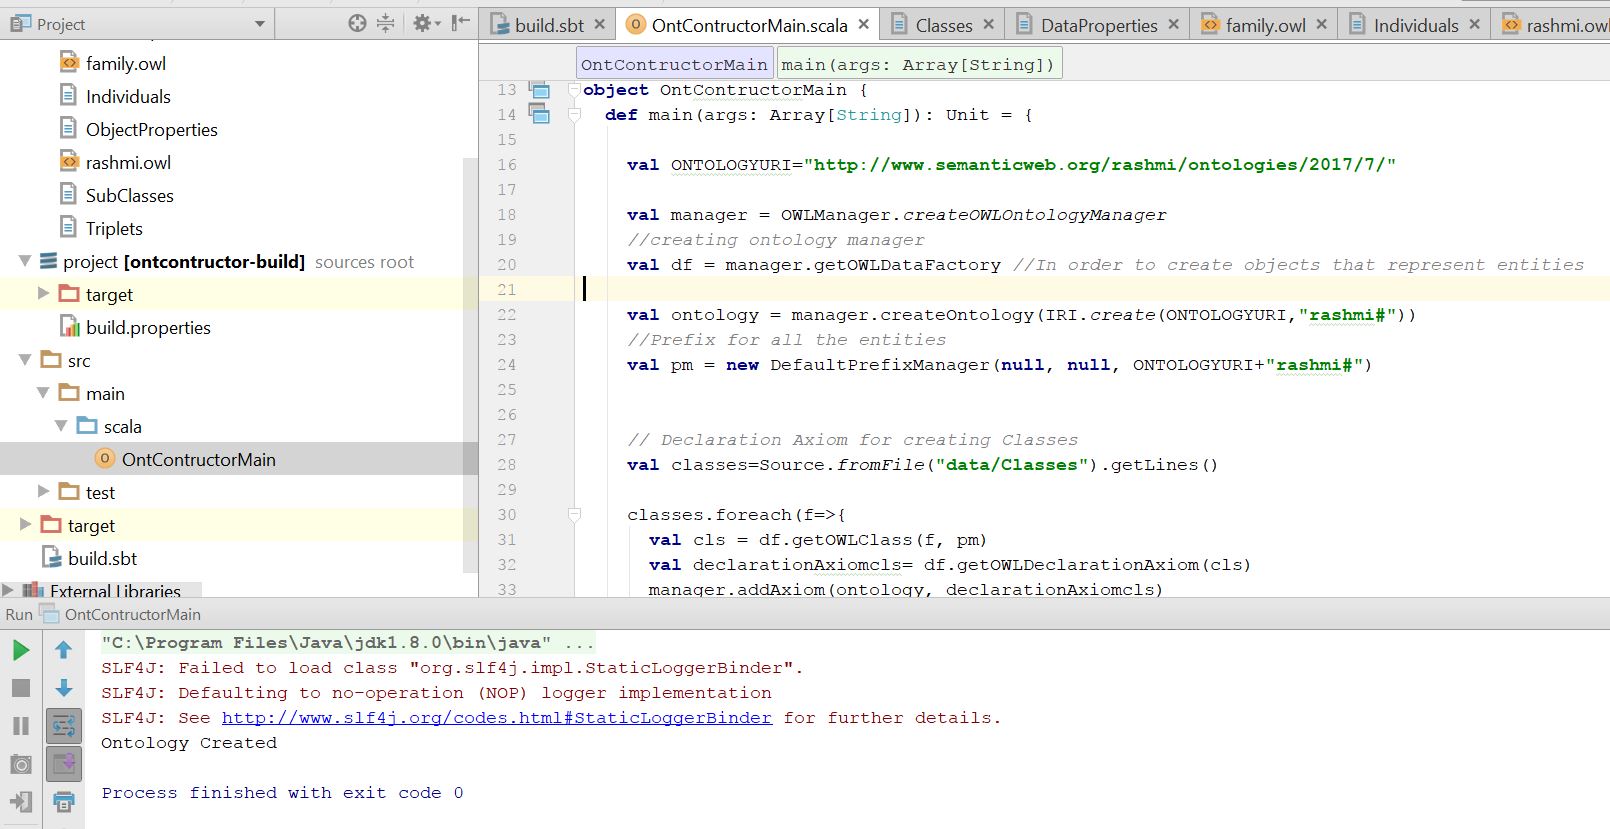 Project
build.sbt
OntContructorMain.scala
Classes
DataProperties
family.owl
Individuals
rashmi.owl
family.owl
Individuals
ObjectProperties
rashmi.owl
SubClasses
Triplets
project [ontcontructor-build] sources root
target
build.properties
src
main
scala
OntContructorMain
test
target
build.sbt
External Libraries
OntContructorMain
main(args: Array[String])
13 object OntContructorMain {
14 def main(args: Array[String]): Unit = {
15
16 val ONTOLOGYURI="http://www.semanticweb.org/rashmi/ontologies/2017/7/"
17
18 val manager = OWLManager.createOWLOntologyManager
19 //creating ontology manager
20 val df = manager.getOWLDataFactory //In order to create objects that represent entities
21
22 val ontology = manager.createOntology(IRI.create(ONTOLOGYURI,"rashmi#"))
23 //Prefix for all the entities
24 val pm = new DefaultPrefixManager(null, null, ONTOLOGYURI+"rashmi#")
25
26
27 // Declaration Axiom for creating Classes
28 val classes=Source.fromFile("data/Classes").getLines()
29
30 classes.foreach(f=>{
31 val cls = df.getOWLClass(f, pm)
32 val declarationAxiomcls= df.getOWLDeclarationAxiom(cls)
33 manager.addAxiom(ontology, declarationAxiomcls)
Run OntContructorMain
"C:\Program Files\Java\jdk1.8.0\bin\java" ...
SLF4J: Failed to load class "org.slf4j.impl.StaticLoggerBinder".
SLF4J: Defaulting to no-operation (NOP) logger implementation
SLF4J: See http://www.slf4j.org/codes.html#StaticLoggerBinder for further details.
Ontology Created
Process finished with exit code 0